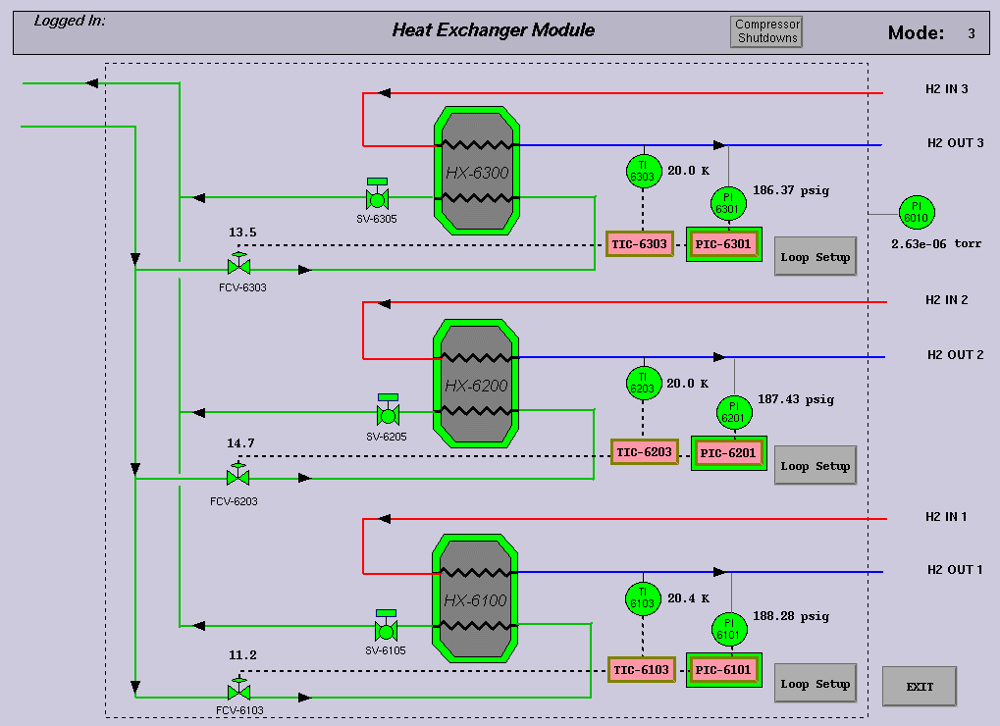 Logged In:
Heat Exchanger Module
Compressor
Shutdowns
Mode: 3
H2 IN 3
H2 OUT 3
HX-6300
TI
6303
20.0 K
186.37 psig
PI
6301
PI
6010
SV-6305
13.5
TIC-6303
PIC-6301
2.63e-06 torr
Loop Setup
FCV-6303
H2 IN 2
H2 OUT 2
HX-6200
TI
6203
20.0 K
187.43 psig
PI
6201
SV-6205
14.7
TIC-6203
PIC-6201
Loop Setup
FCV-6203
H2 IN 1
H2 OUT 1
HX-6100
TI
6103
20.4 K
188.28 psig
PI
6101
SV-6105
11.2
TIC-6103
PIC-6101
Loop Setup
EXIT
FCV-6103